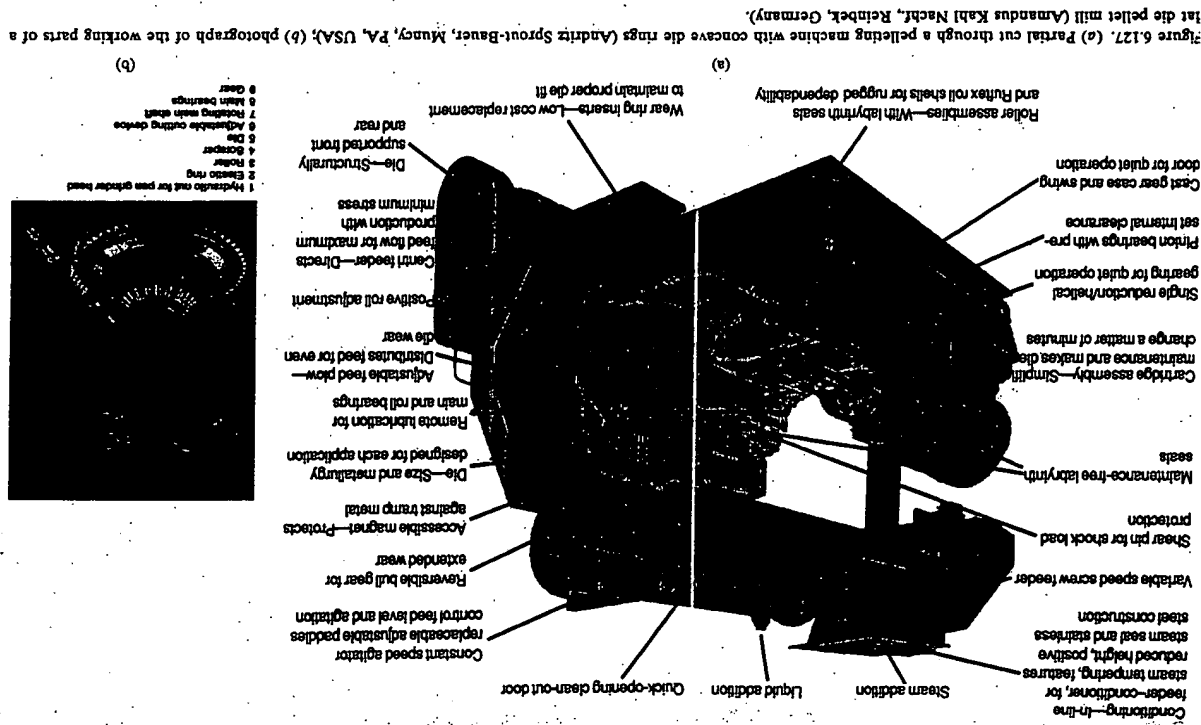 Conditioning—In-line
feeder-conditioner, for
steam tempering, features
reduced height, positive
steam seal and stainless
steel construction
Variable speed screw feeder
Shear pin for shock load
protection
Maintenance-free labyrinth
seals
Cartridge assembly—Simplifi
maintenance and makes die
change a matter of minutes
Single reduction/helical
gearing for quiet operation
Pinion bearings with pre-
set internal clearance
Cast gear case and swing
door for quiet operation
Steam addition
Liquid addition
Quick-opening clean-out door
Constant speed agitator
replaceable adjustable paddles
control feed level and agitation
Reversible bull gear for
extended wear
Accessible magnet—Protects
against tramp metal
Die—Size and metallurgy
designed for each application
Remote lubrication for
main and roll bearings
Adjustable feed plow—
Distributes feed for even
die wear
Positive roll adjustment
Centri feeder—Directs
feed flow for maximum
production with
minimum stress
Die—Structurally
supported front
and rear
Roller assemblies—With labyrinth seals
and Ruftex roll shells for rugged dependability
Wear ring inserts—Low cost replacement
to maintain proper die fit
(a)
1 Hydraulic nut for pan grinder head
2 Elastic ring
3 Roller
4 Scraper
5 Die
6 Adjustable cutting device
7 Rotating main shaft
8 Main bearings
9 Gear
(b)
Figure 6.127. (a) Partial cut through a pelleting machine with concave die rings (Andritz Sprout-Bauer, Muncy, PA, USA); (b) photograph of the working parts of a
lat die pellet mill (Amandus Kahl Nachf., Reinbek, Germany).